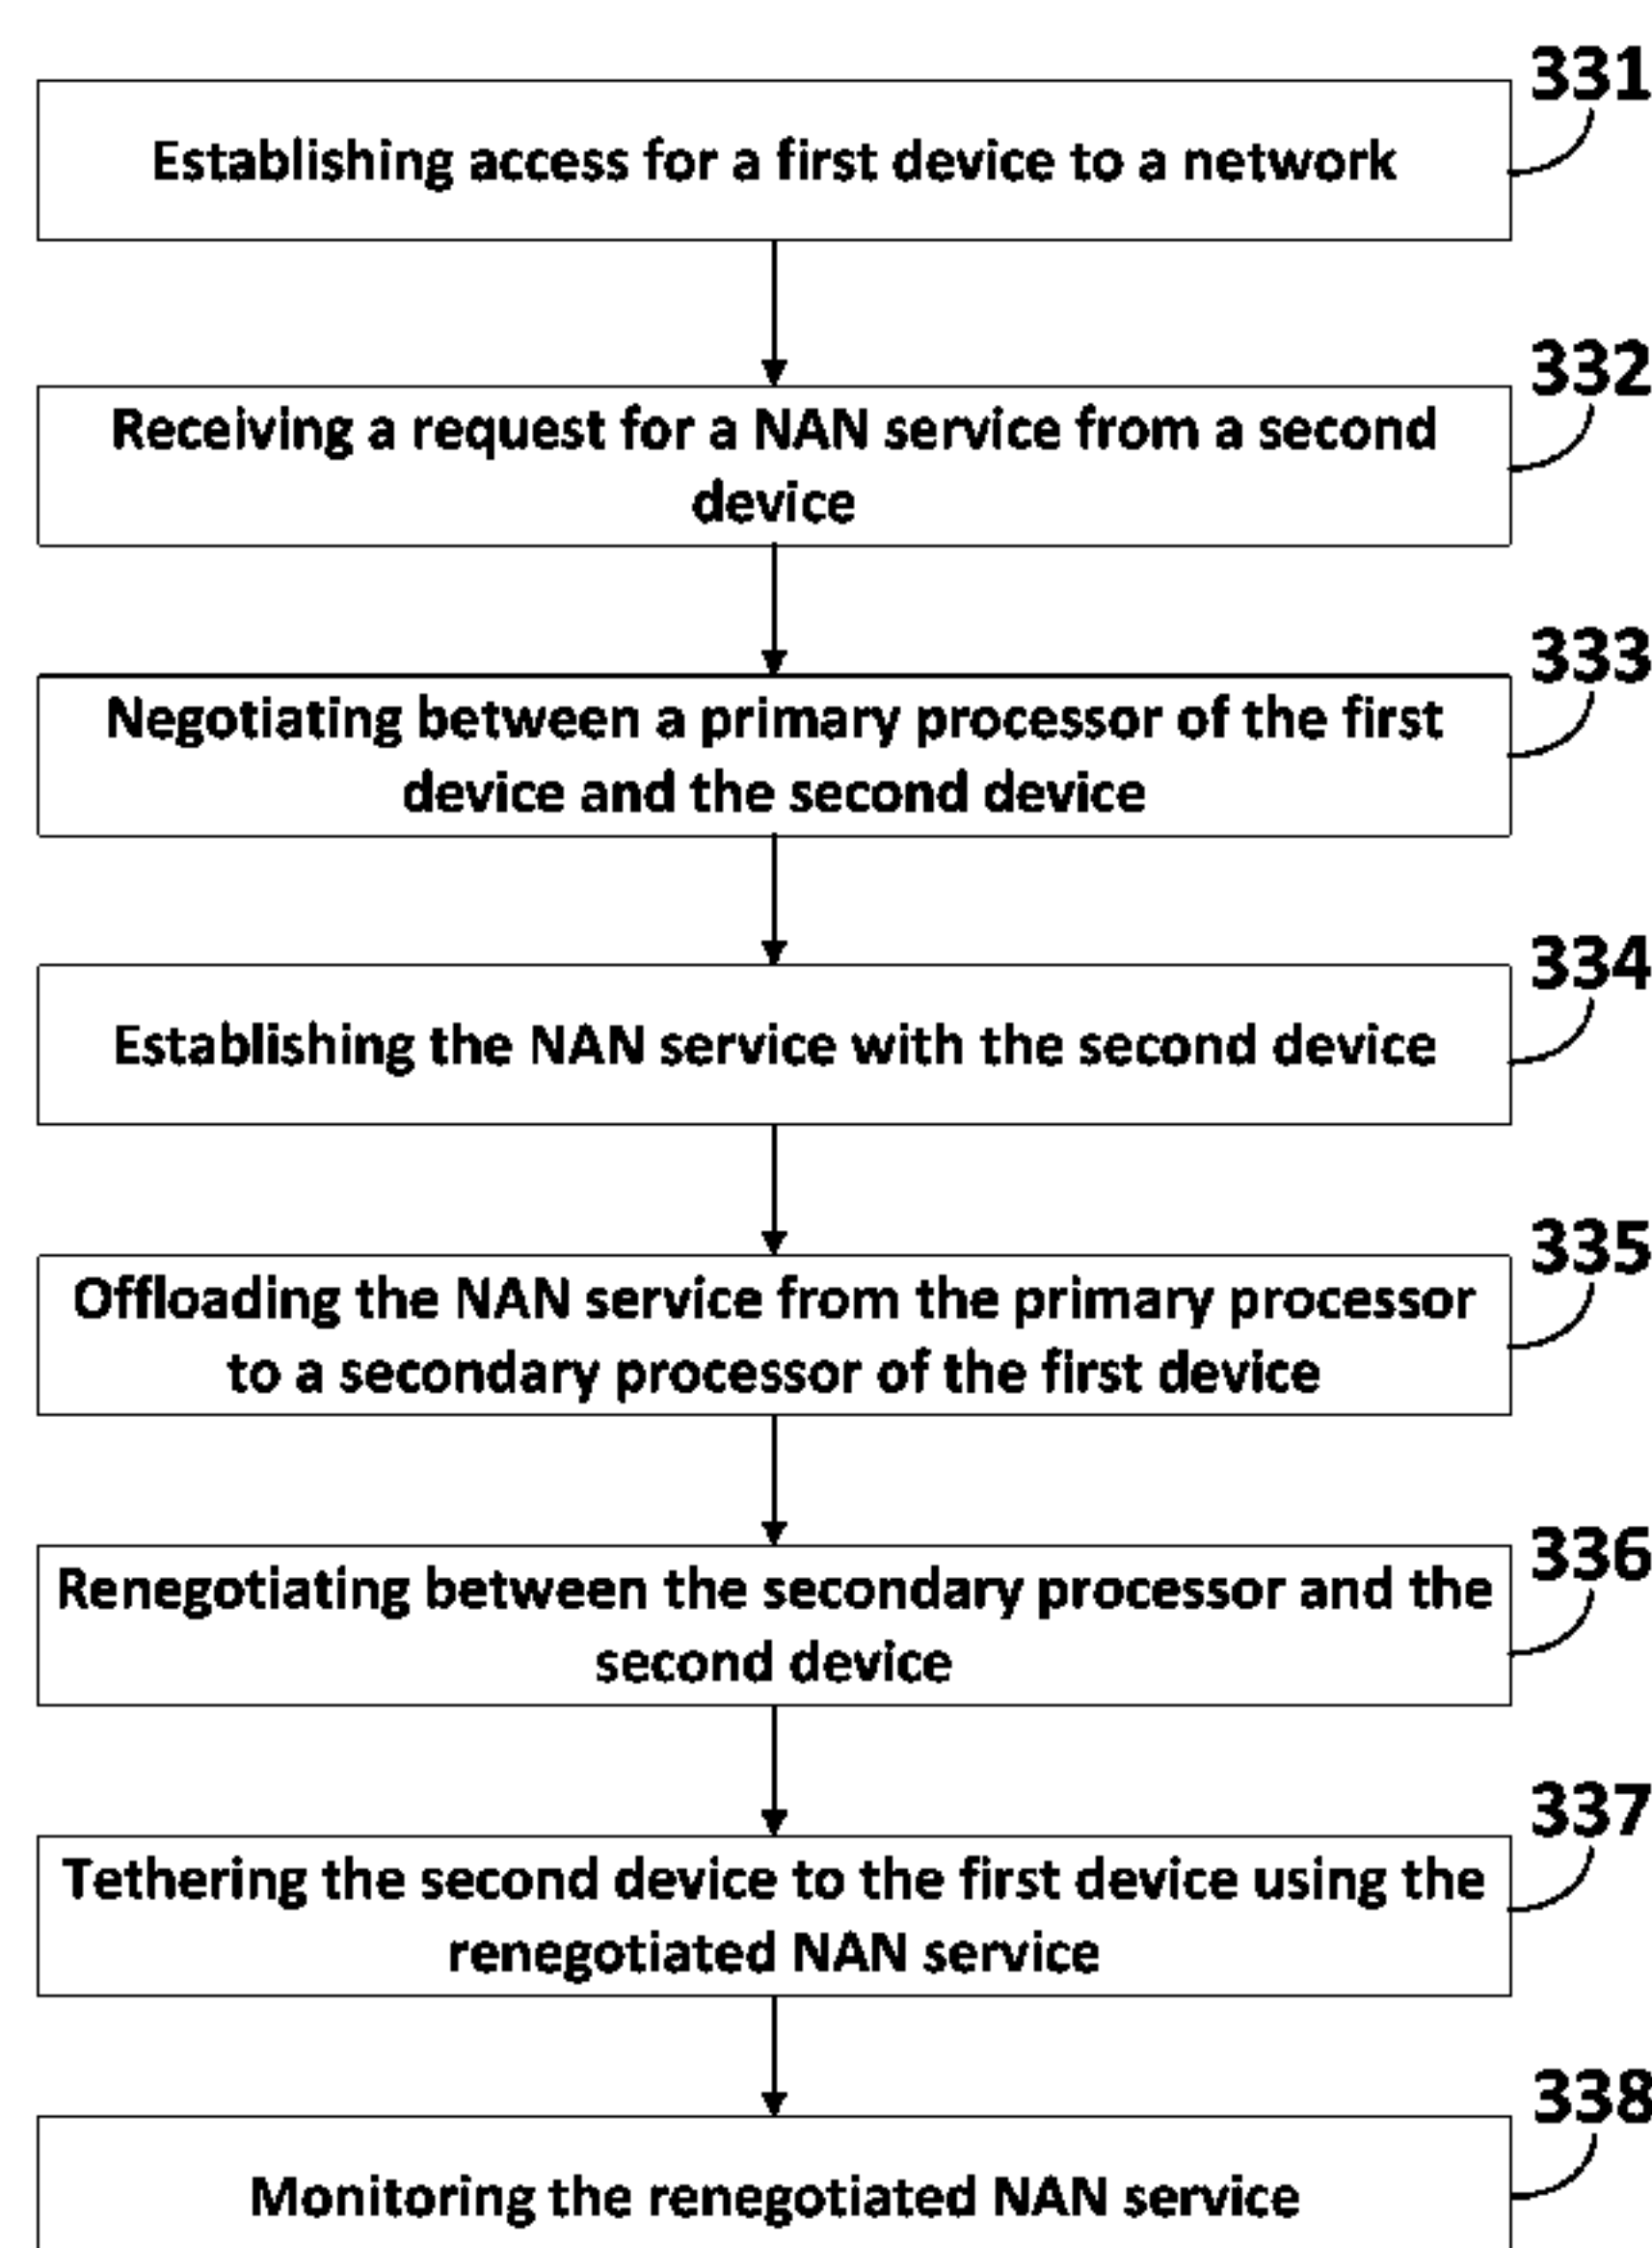 331
Establishing access for a first device to a network
332
Receiving a request for a NAN service from a second
device
333
Negotiating between a primary processor of the first
device and the second device
334
Establishing the NAN service with the second device
335
Offloading the NAN service from the primary processor
to a secondary processor of the first device
336
Renegotiating between the secondary processor and the
second device
337
Tethering the second device to the first device using the
renegotiated NAN service
338
Monitoring the renegotiated NAN service